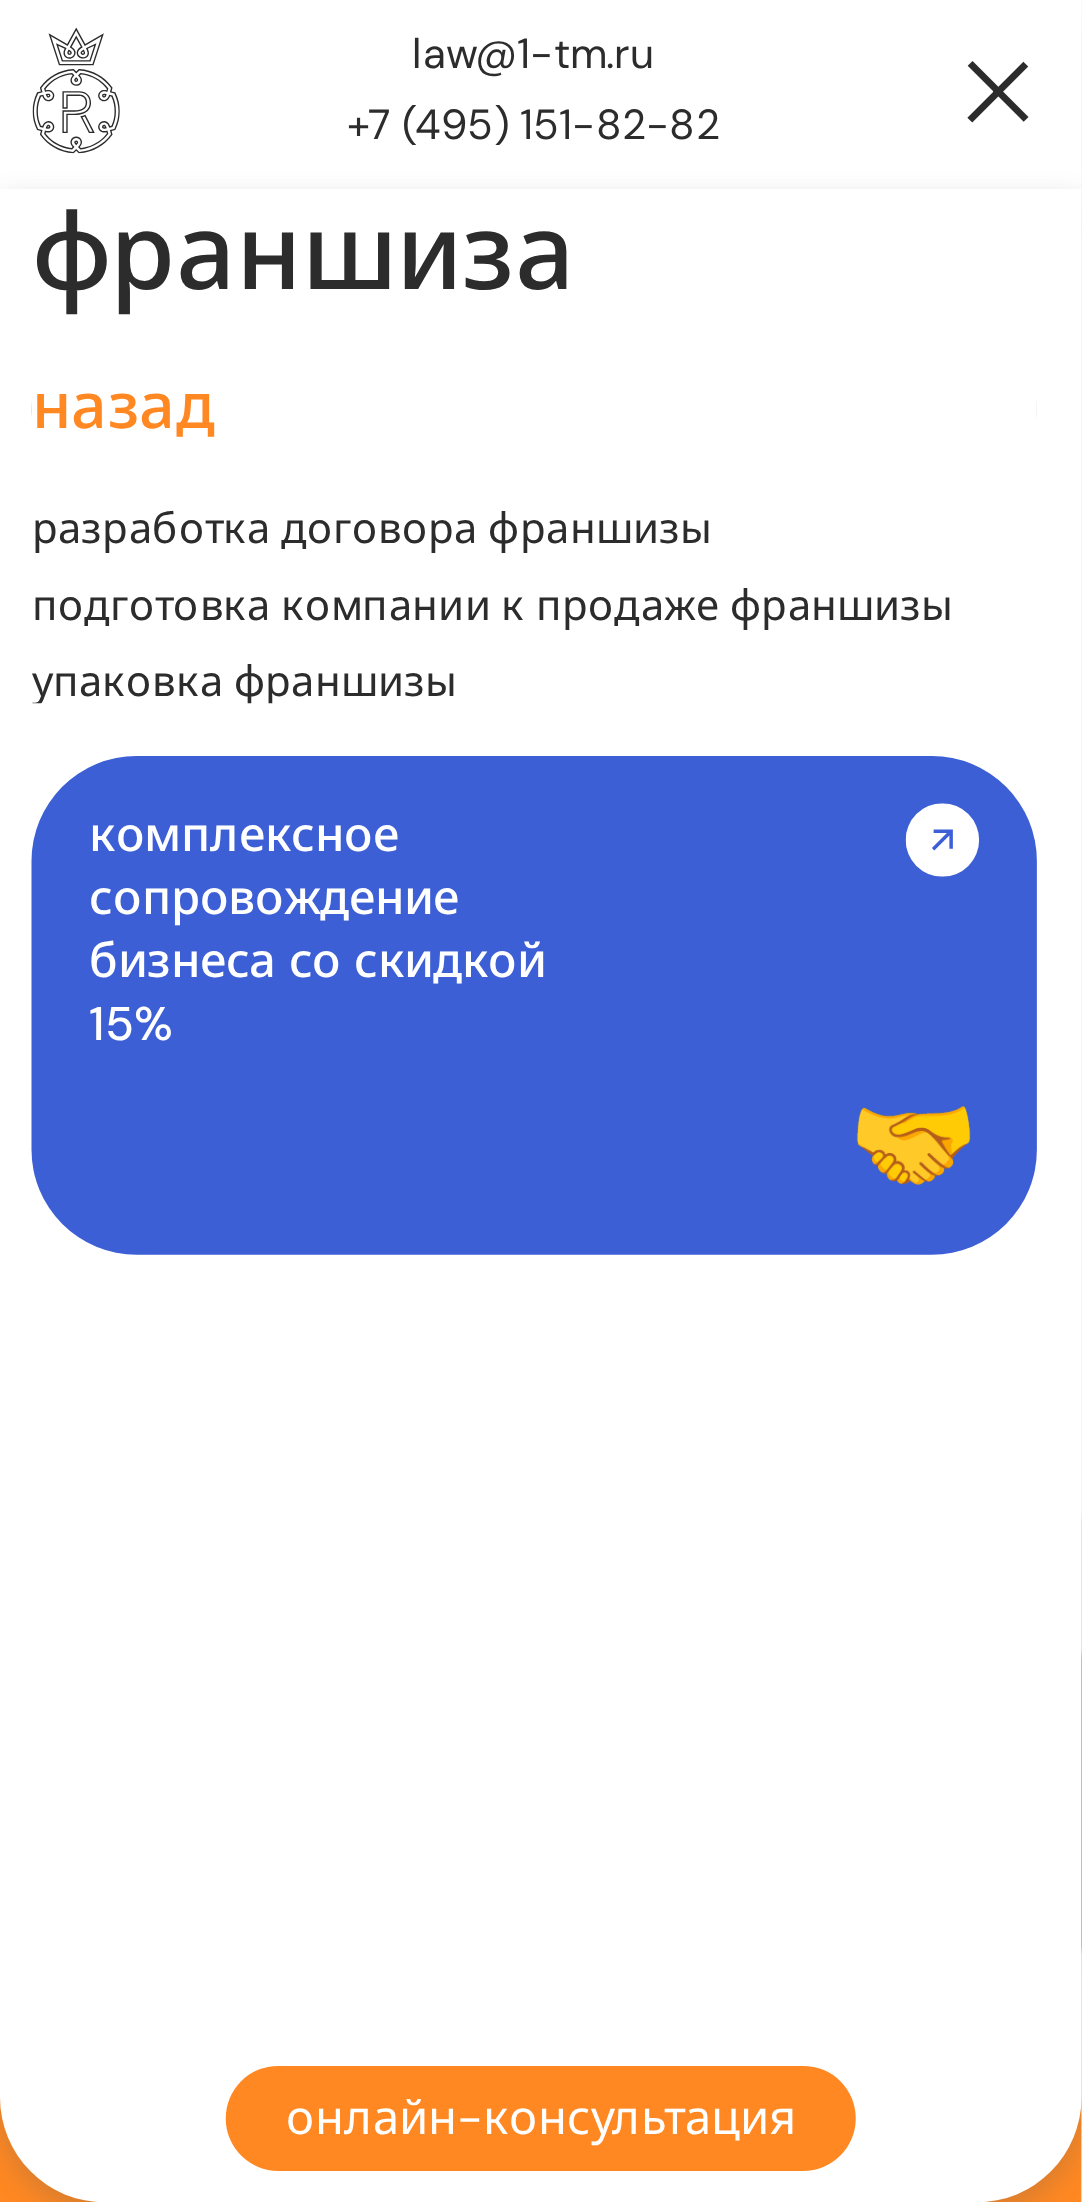 law@1-tm.ru
+7 (495) 151-82-82
R
франшиза
назад
разработка договора франшизы
подготовка компании к продаже франшизы
упаковка франшизы
комплексное
сопровождение
бизнеса со скидкой
15%
онлайн-консультация